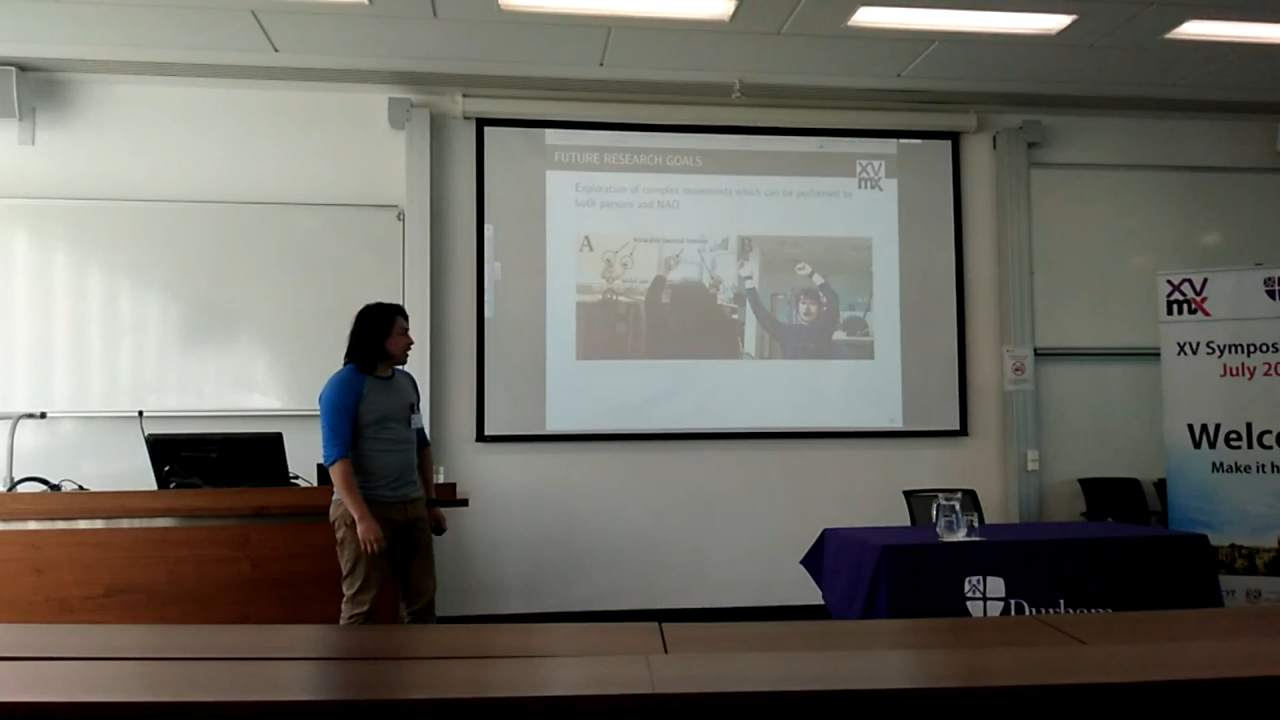 FUTURE RESEARCH GOALS
XV
mx
Exploration of complex movements which can be performed by
both persons and NAO
A
B
XV
mx
XV Sympos
July 20
Welco
Make it h
Durham